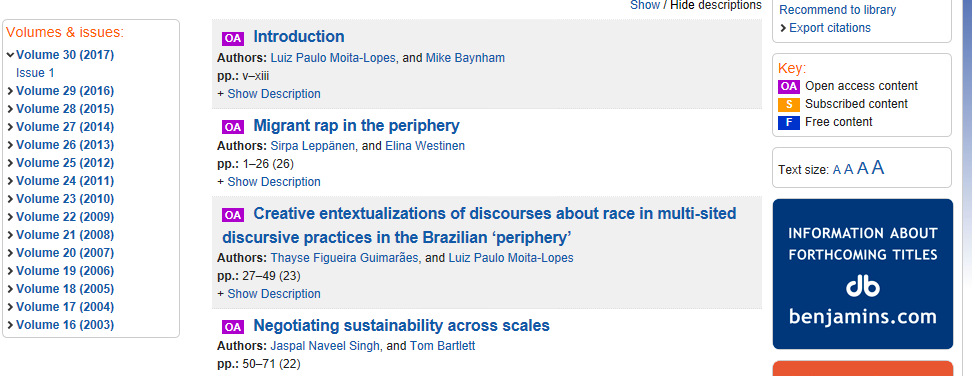 Volumes & issues:
Volume 30 (2017)
Issue 1
Volume 29 (2016)
Volume 28 (2015)
Volume 27 (2014)
Volume 26 (2013)
Volume 25 (2012)
Volume 24 (2011)
Volume 23 (2010)
Volume 22 (2009)
Volume 21 (2008)
Volume 20 (2007)
Volume 19 (2006)
Volume 18 (2005)
Volume 17 (2004)
Volume 16 (2003)
Show / Hide descriptions
OA Introduction
Authors: Luiz Paulo Moita-Lopes, and Mike Baynham
pp.: v–xiii
+ Show Description
OA Migrant rap in the periphery
Authors: Sirpa Leppänen, and Elina Westinen
pp.: 1–26 (26)
+ Show Description
OA Creative entextualizations of discourses about race in multi-sited
discursive practices in the Brazilian ‘periphery’
Authors: Thayse Figueira Guimarães, and Luiz Paulo Moita-Lopes
pp.: 27–49 (23)
+ Show Description
OA Negotiating sustainability across scales
Authors: Jaspal Naveel Singh, and Tom Bartlett
pp.: 50–71 (22)
Recommend to library
Export citations
Key:
OA Open access content
S Subscribed content
F Free content
Text size: A A A A
INFORMATION ABOUT
FORTHCOMING TITLES
db
benjamins.com